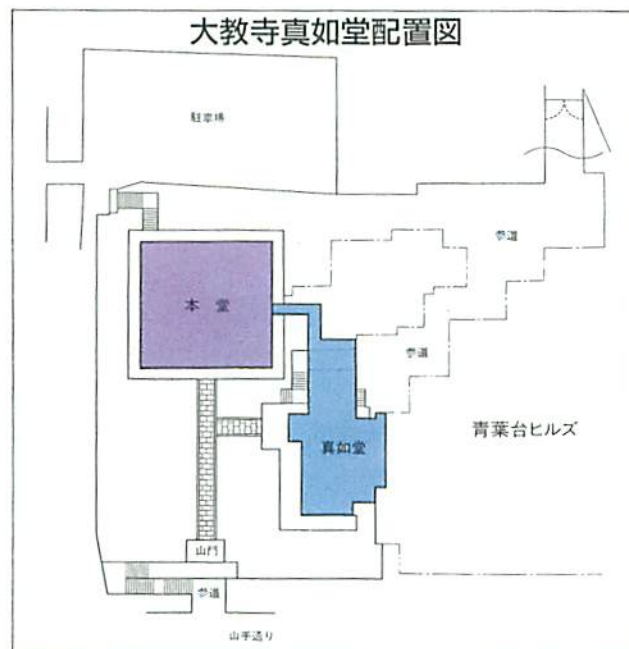 大教寺真如堂配置図
駐車場
参道
本堂
参道
青葉台ヒルズ
真如堂
山門
参道
山手通り